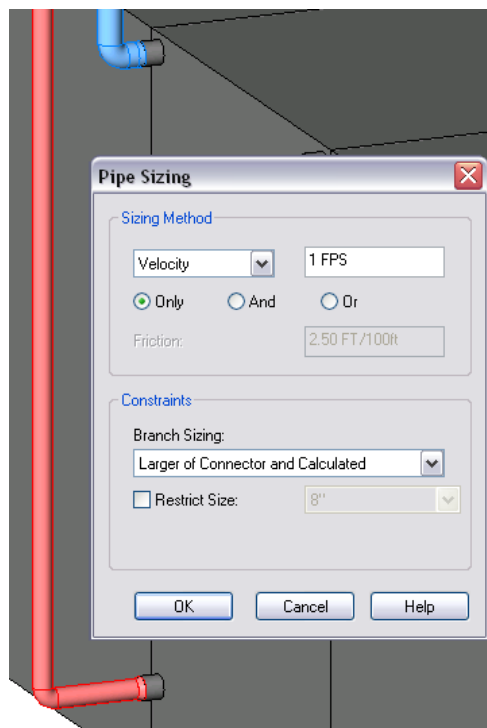 Pipe Sizing
Sizing Method
Velocity 1 FPS
Only And Or
Friction: 2.50 FT/100ft
Constraints
Branch Sizing:
Larger of Connector and Calculated
Restrict Size: 8"
OK Cancel Help